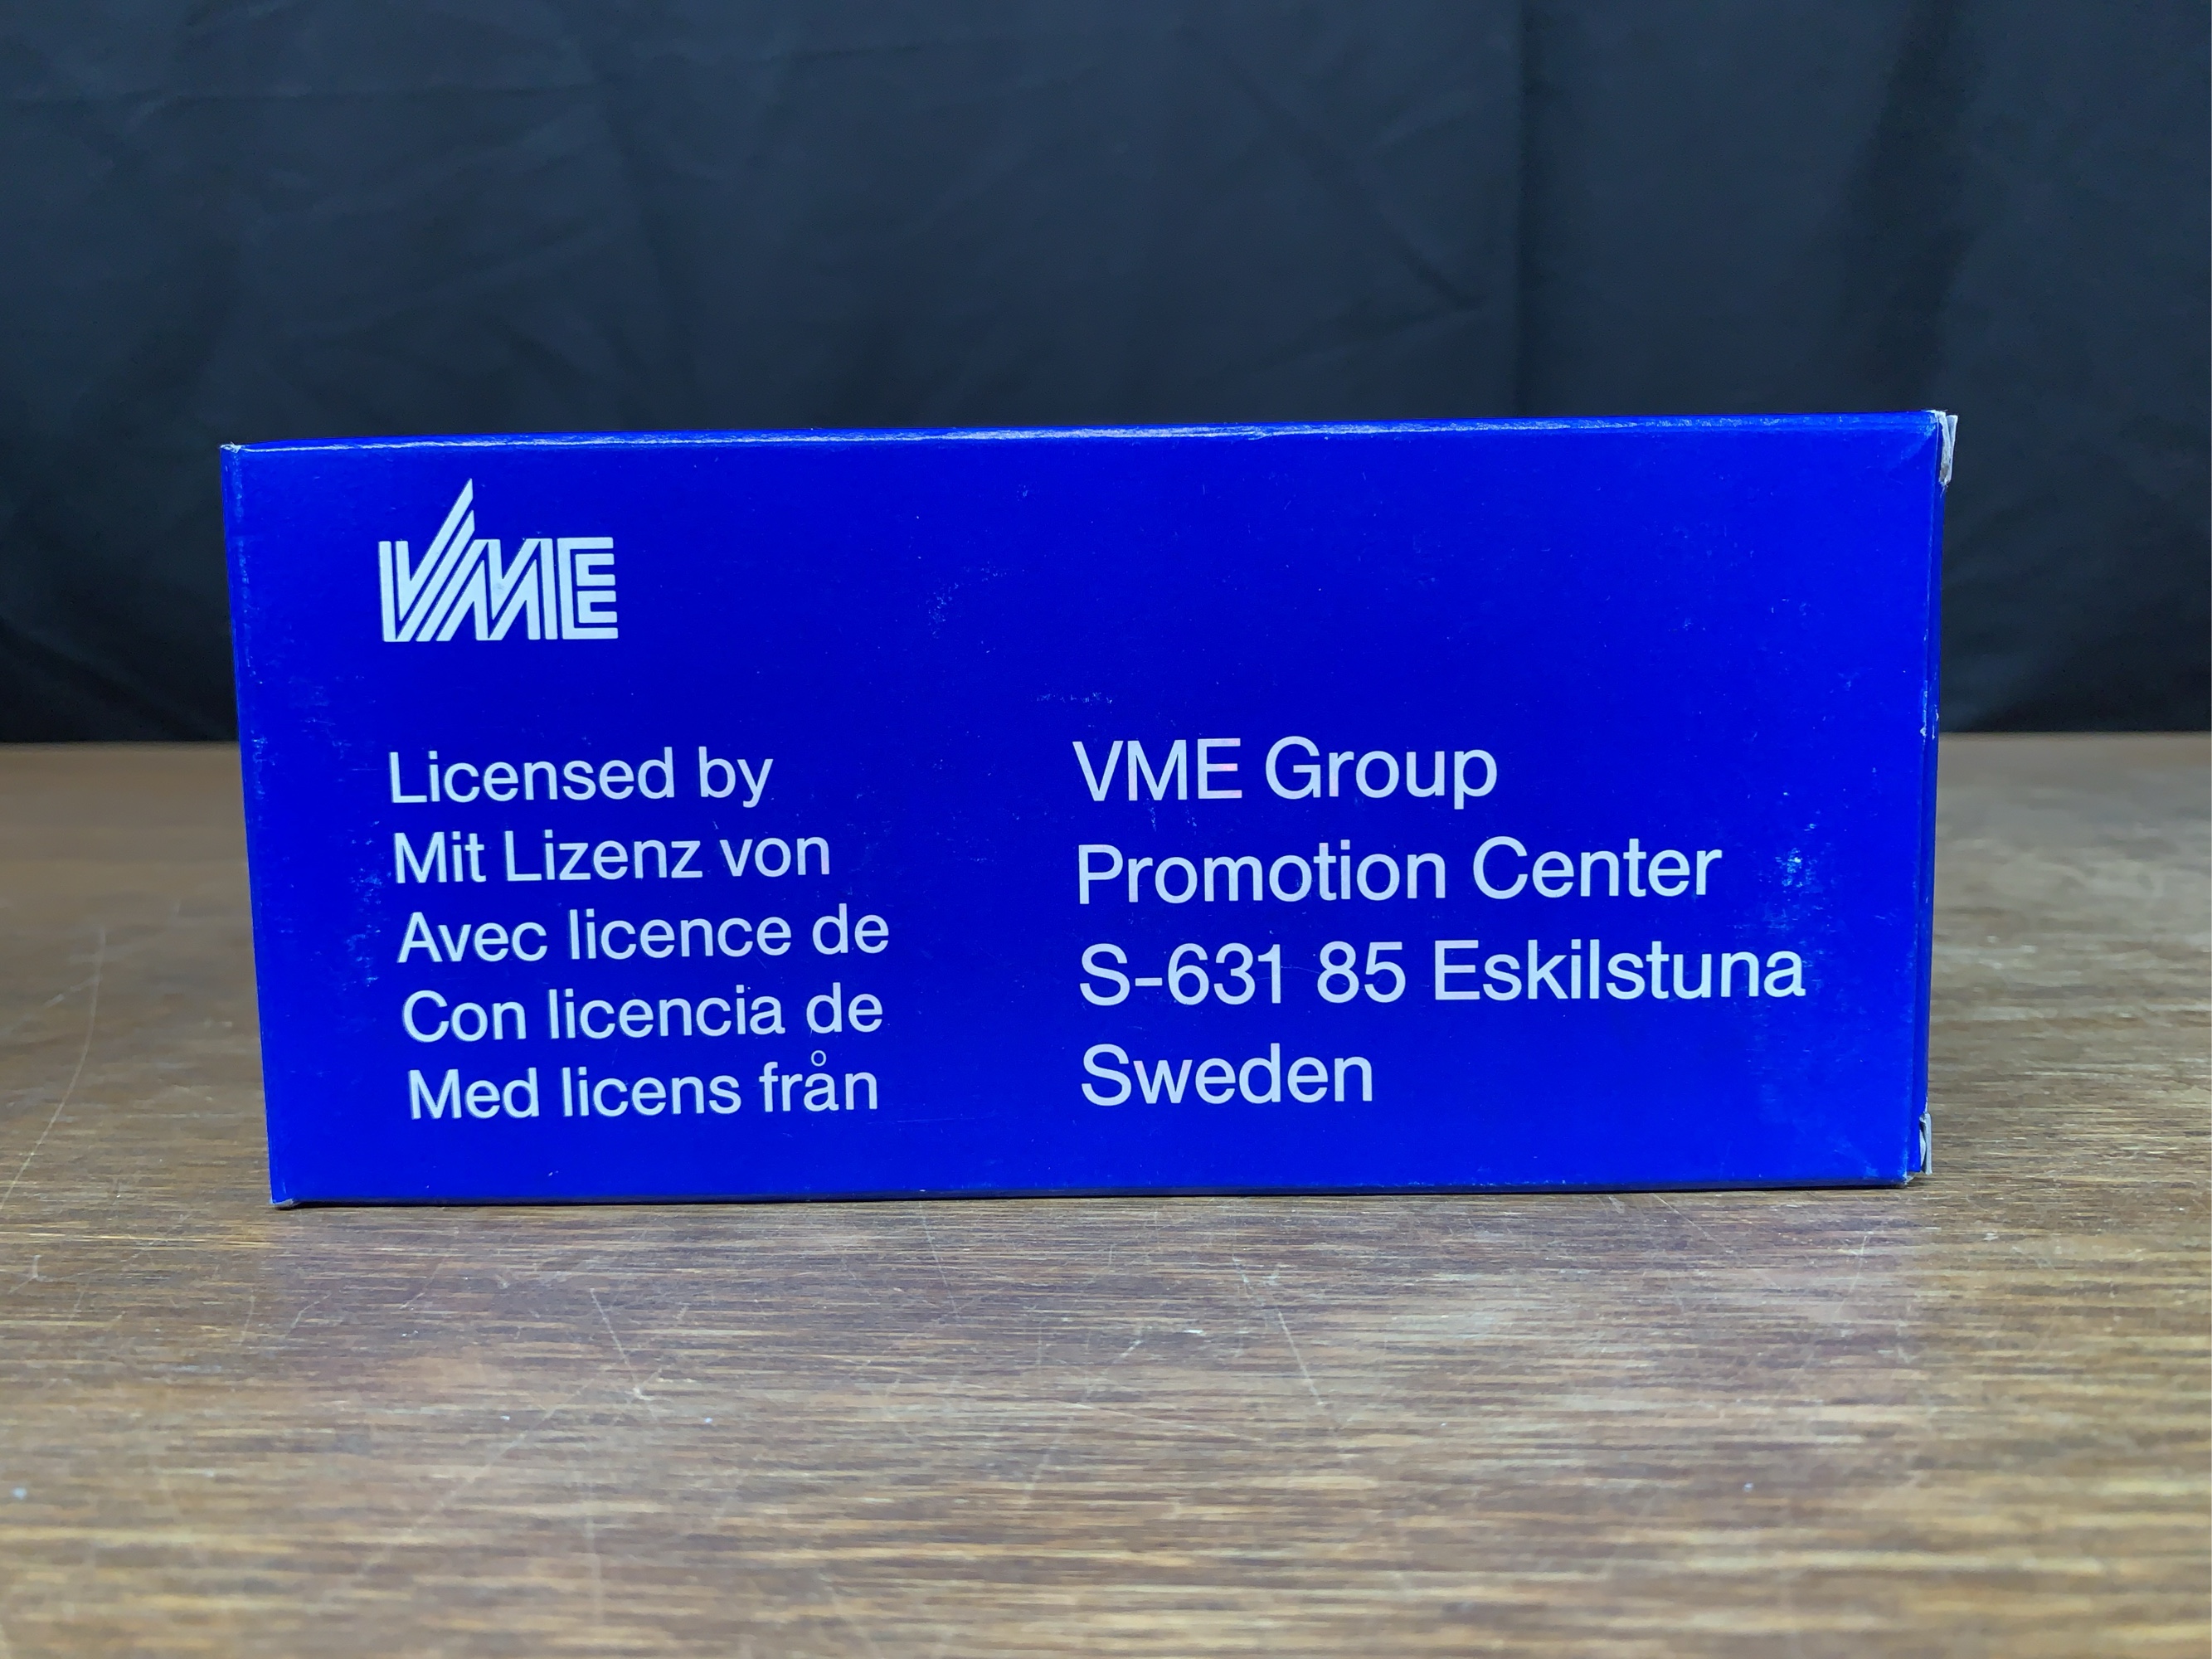 VME
Licensed by
Mit Lizenz von
Avec licence de
Con licencia de
Med licens från
VME Group
Promotion Center
S-631 85 Eskilstuna
Sweden